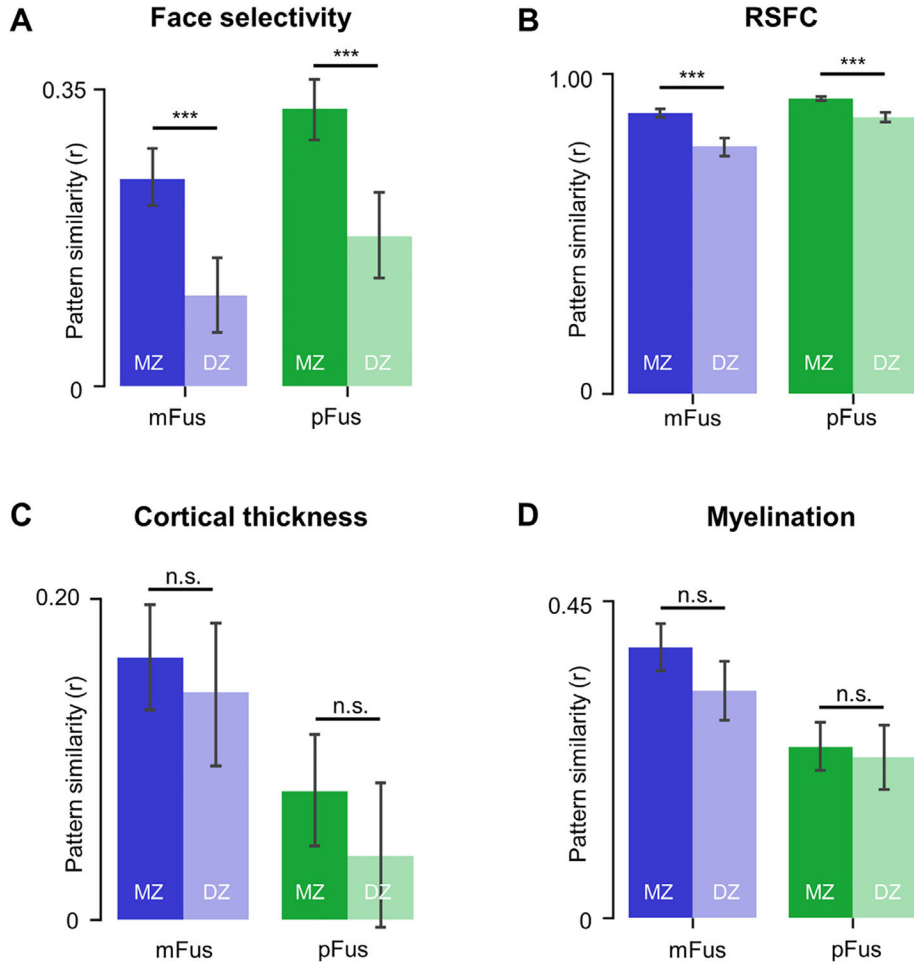 A
Face selectivity
0.35
Pattern similarity (r)
0
***
***
MZ
DZ
MZ
DZ
mFus
pFus
B
RSFC
1.00
Pattern similarity (r)
0
***
***
MZ
DZ
MZ
DZ
mFus
pFus
C
Cortical thickness
0.20
Pattern similarity (r)
0
n.s.
n.s.
MZ
DZ
MZ
DZ
mFus
pFus
D
Myelination
0.45
Pattern similarity (r)
0
n.s.
n.s.
MZ
DZ
MZ
DZ
mFus
pFus